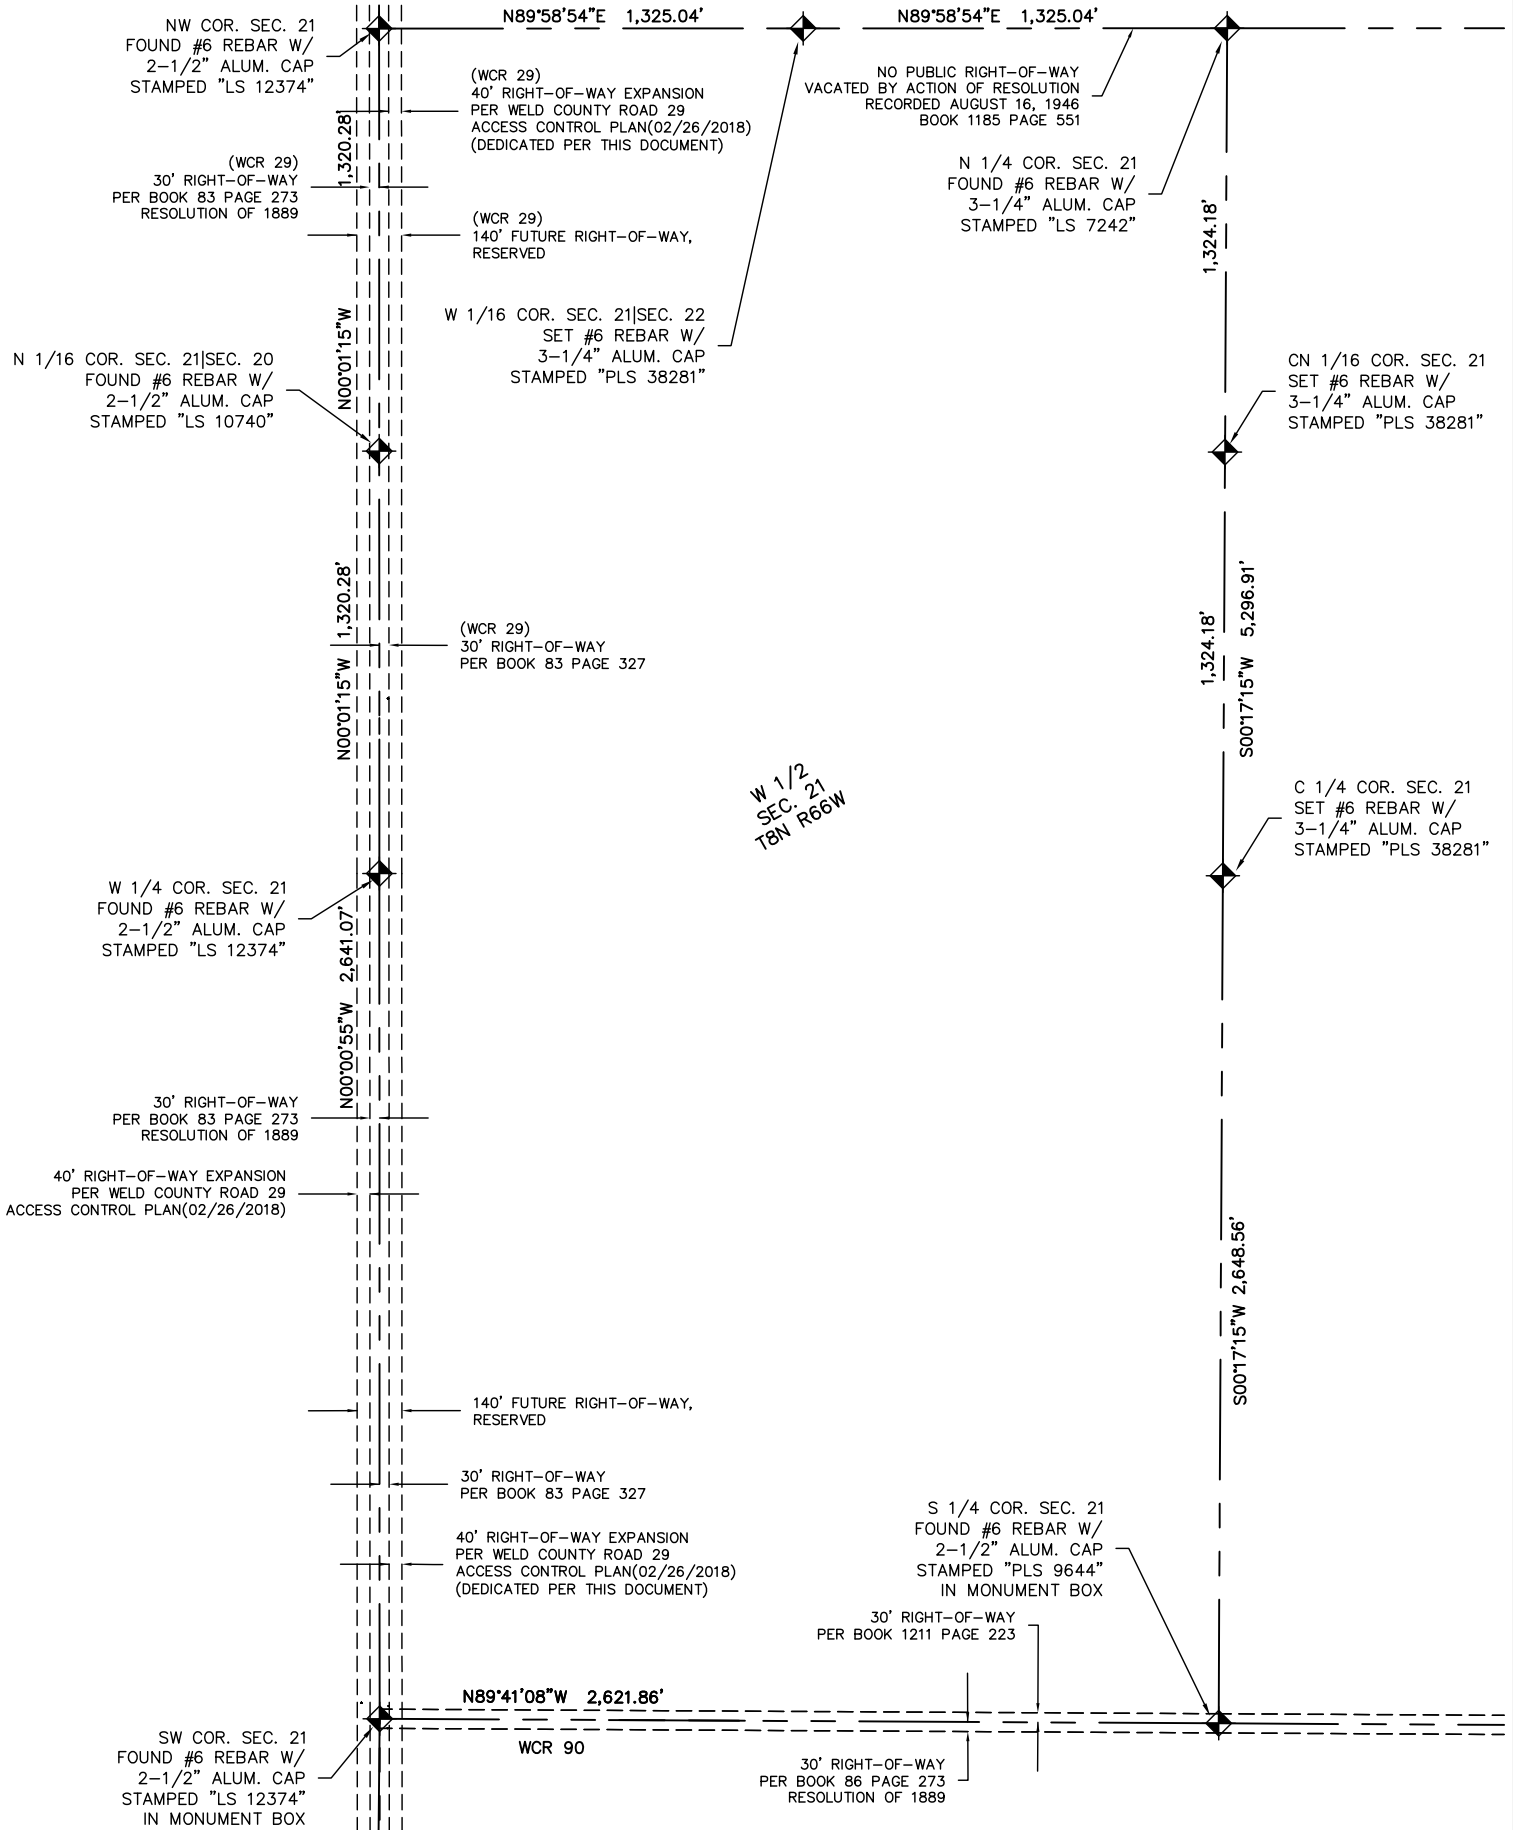 NW COR. SEC. 21
FOUND #6 REBAR W/
2-1/2" ALUM. CAP
STAMPED "LS 12374"
N89°58'54"E 1,325.04'
N89°58'54"E 1,325.04'
(WCR 29)
40' RIGHT-OF-WAY EXPANSION
PER WELD COUNTY ROAD 29
ACCESS CONTROL PLAN(02/26/2018)
(DEDICATED PER THIS DOCUMENT)
NO PUBLIC RIGHT-OF-WAY
VACATED BY ACTION OF RESOLUTION
RECORDED AUGUST 16, 1946
BOOK 1185 PAGE 551
1,320.28'
(WCR 29)
30' RIGHT-OF-WAY
PER BOOK 83 PAGE 273
RESOLUTION OF 1889
N 1/4 COR. SEC. 21
FOUND #6 REBAR W/
3-1/4" ALUM. CAP
STAMPED "LS 7242"
(WCR 29)
140' FUTURE RIGHT-OF-WAY,
RESERVED
1,324.18'
N00°01'15"W
W 1/16 COR. SEC. 21|SEC. 22
SET #6 REBAR W/
3-1/4" ALUM. CAP
STAMPED "PLS 38281"
N 1/16 COR. SEC. 21|SEC. 20
FOUND #6 REBAR W/
2-1/2" ALUM. CAP
STAMPED "LS 10740"
CN 1/16 COR. SEC. 21
SET #6 REBAR W/
3-1/4" ALUM. CAP
STAMPED "PLS 38281"
N00°01'15"W 1,320.28'
(WCR 29)
30' RIGHT-OF-WAY
PER BOOK 83 PAGE 327
1,324.18'
S00°17'15"W 5,296.91'
W 1/2
SEC. 21
T8N R66W
C 1/4 COR. SEC. 21
SET #6 REBAR W/
3-1/4" ALUM. CAP
STAMPED "PLS 38281"
W 1/4 COR. SEC. 21
FOUND #6 REBAR W/
2-1/2" ALUM. CAP
STAMPED "LS 12374"
N00°00'55"W 2,641.07'
30' RIGHT-OF-WAY
PER BOOK 83 PAGE 273
RESOLUTION OF 1889
40' RIGHT-OF-WAY EXPANSION
PER WELD COUNTY ROAD 29
ACCESS CONTROL PLAN(02/26/2018)
S00°17'15"W 2,648.56'
140' FUTURE RIGHT-OF-WAY,
RESERVED
30' RIGHT-OF-WAY
PER BOOK 83 PAGE 327
40' RIGHT-OF-WAY EXPANSION
PER WELD COUNTY ROAD 29
ACCESS CONTROL PLAN(02/26/2018)
(DEDICATED PER THIS DOCUMENT)
S 1/4 COR. SEC. 21
FOUND #6 REBAR W/
2-1/2" ALUM. CAP
STAMPED "PLS 9644"
IN MONUMENT BOX
30' RIGHT-OF-WAY
PER BOOK 1211 PAGE 223
N89°41'08"W 2,621.86'
WCR 90
SW COR. SEC. 21
FOUND #6 REBAR W/
2-1/2" ALUM. CAP
STAMPED "LS 12374"
IN MONUMENT BOX
30' RIGHT-OF-WAY
PER BOOK 86 PAGE 273
RESOLUTION OF 1889